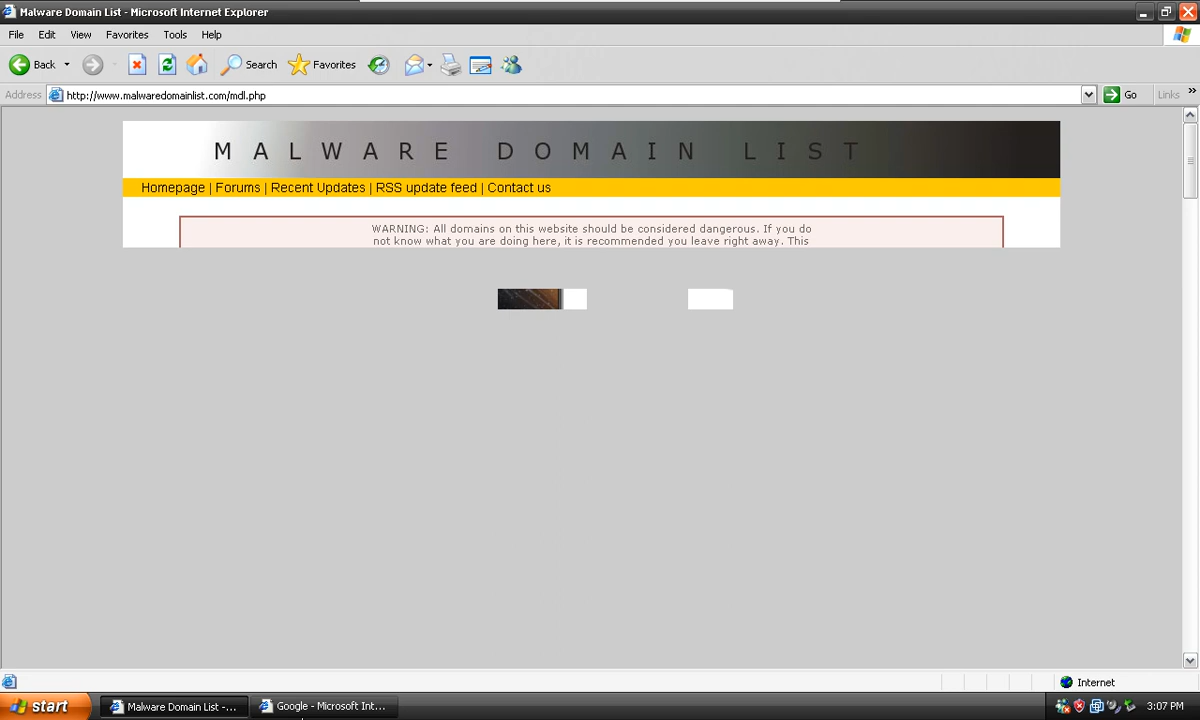 Malware Domain List - Microsoft Internet Explorer
File Edit View Favorites Tools Help
Back Search Favorites
Address http://www.malwaredomainlist.com/mdl.php Go Links »
MALWARE DOMAIN LIST
Homepage | Forums | Recent Updates | RSS update feed | Contact us
WARNING: All domains on this website should be considered dangerous. If you do
not know what you are doing here, it is recommended you leave right away. This
Internet
start Malware Domain List -... Google - Microsoft Int... 3:07 PM